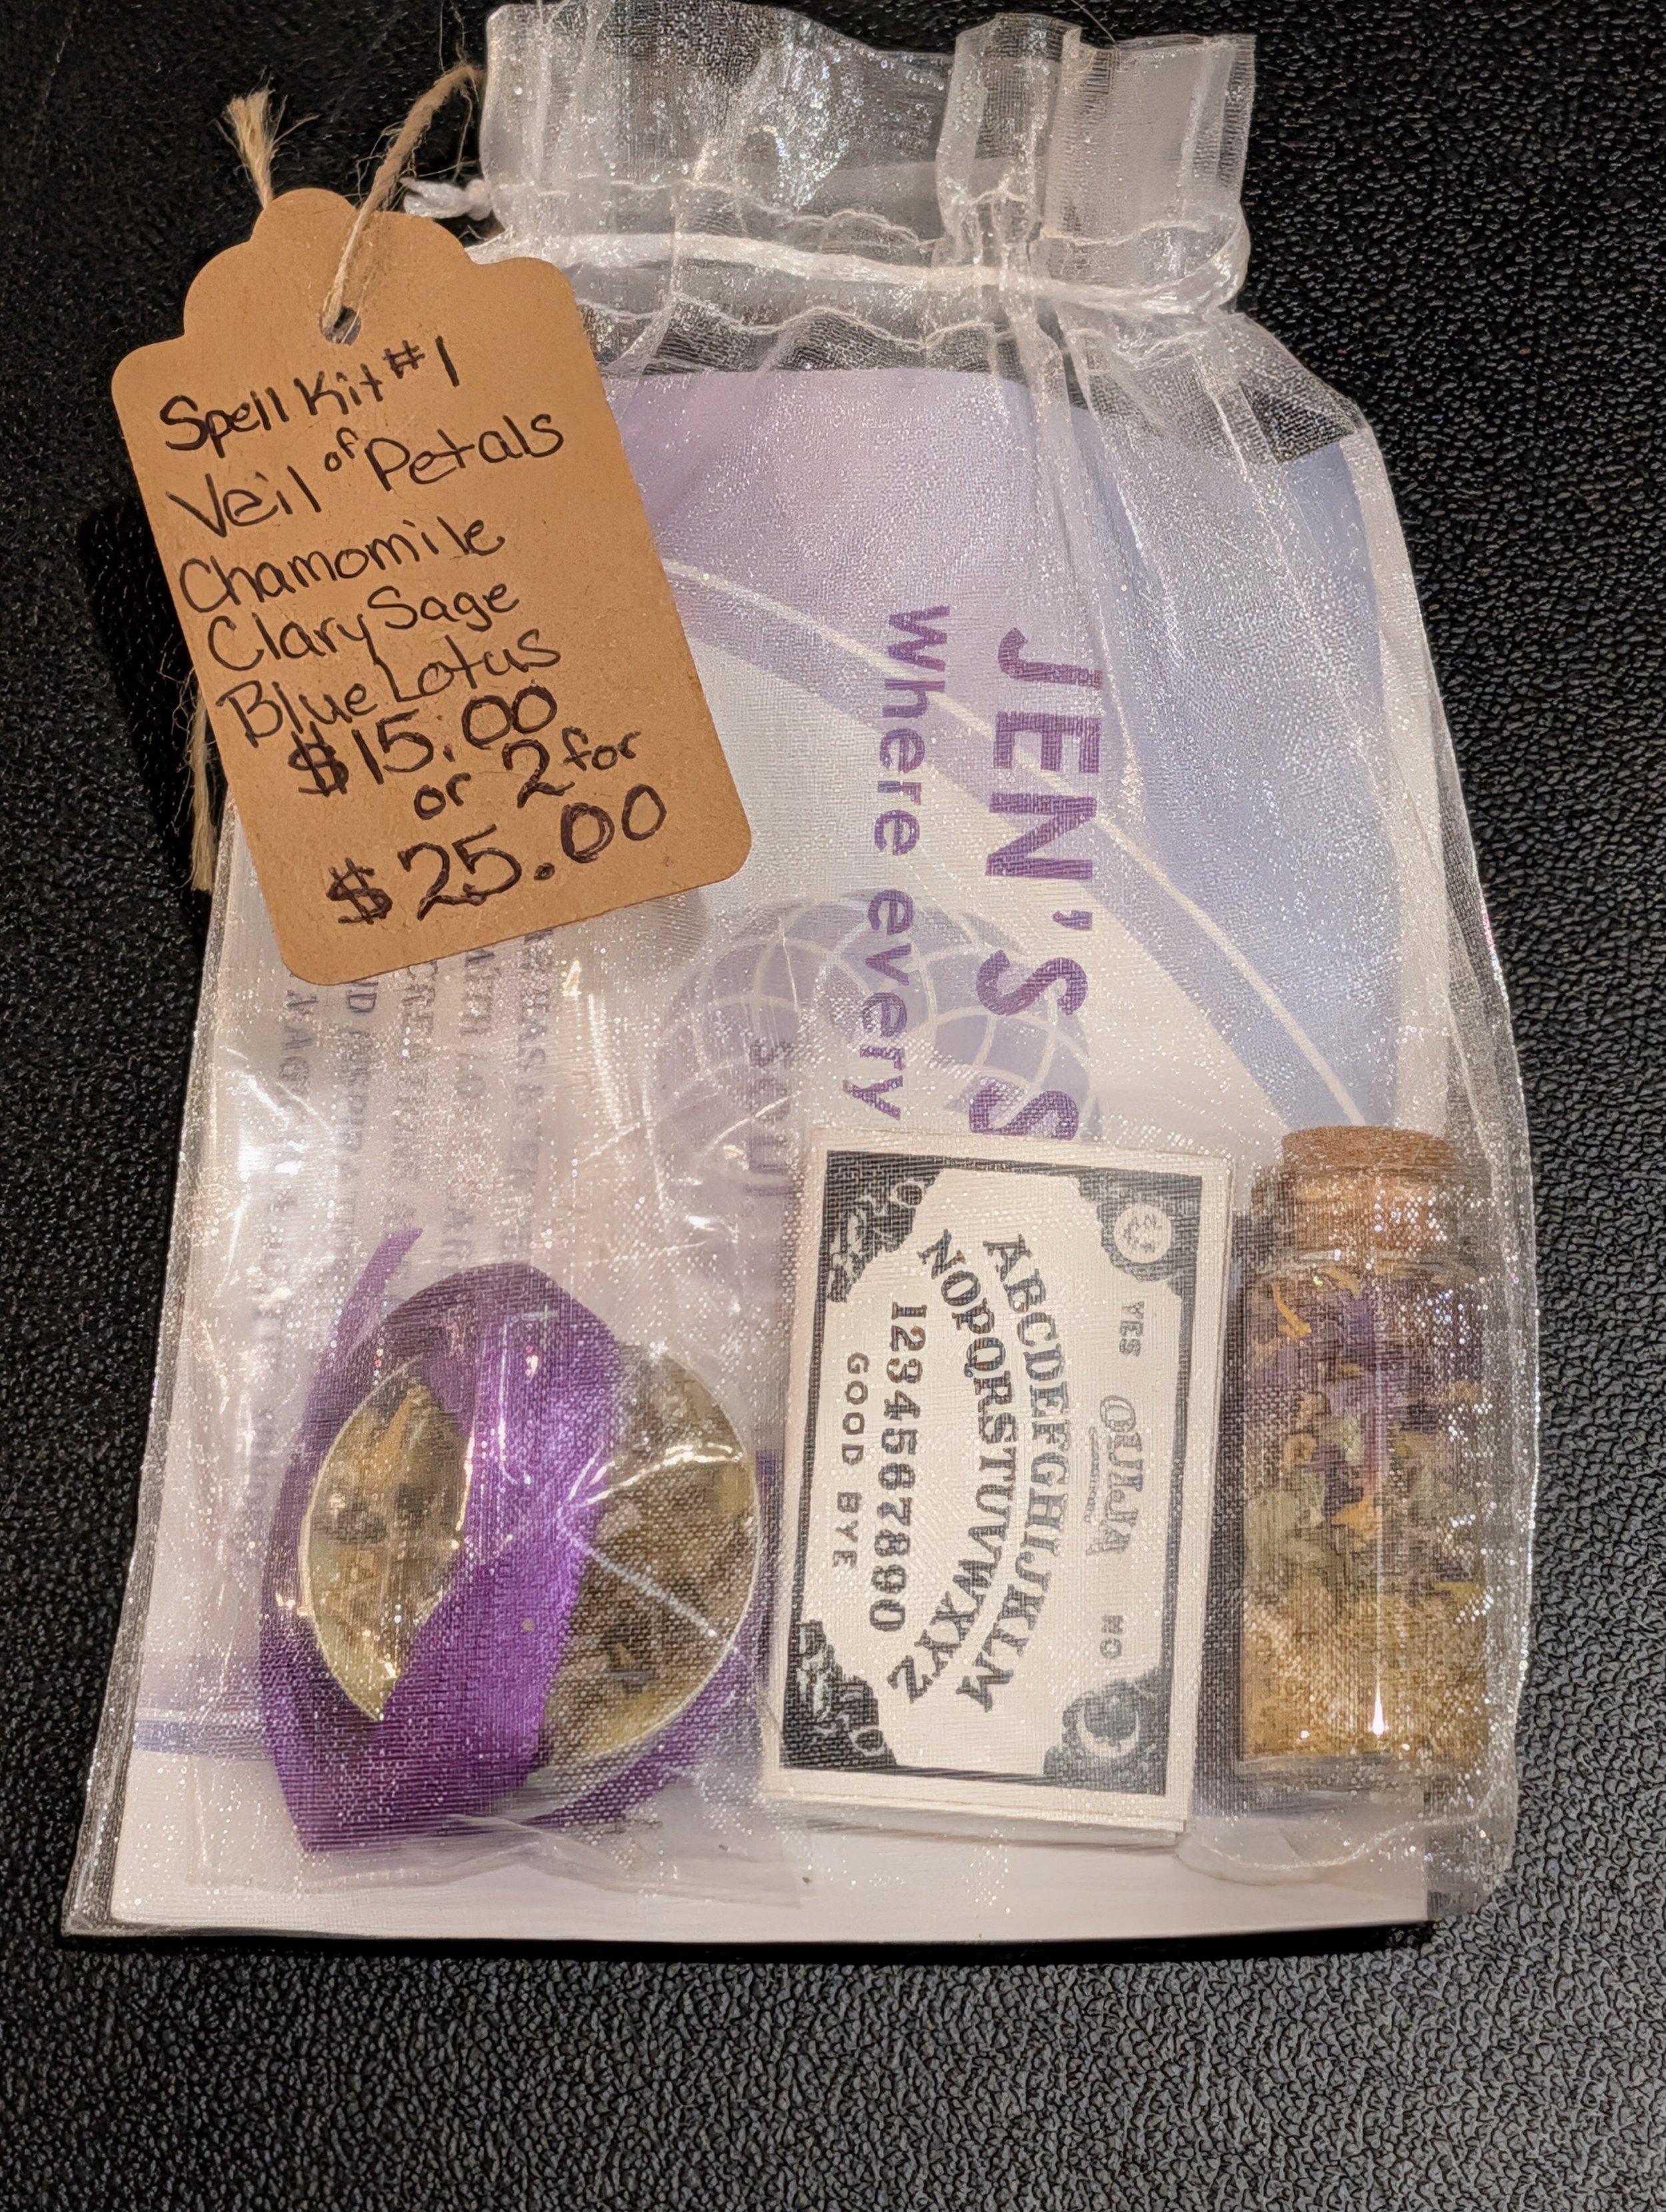 Spell Kit #1
Veil of Petals
Chamomile
Clary Sage
Blue Lotus
$15.00
or 2 for
$25.00
JEN'S S
where every
YES OUIJA NO
ABCDEFGHIJKLM
NOPQRSTUVWXYZ
1234567890
GOOD BYE